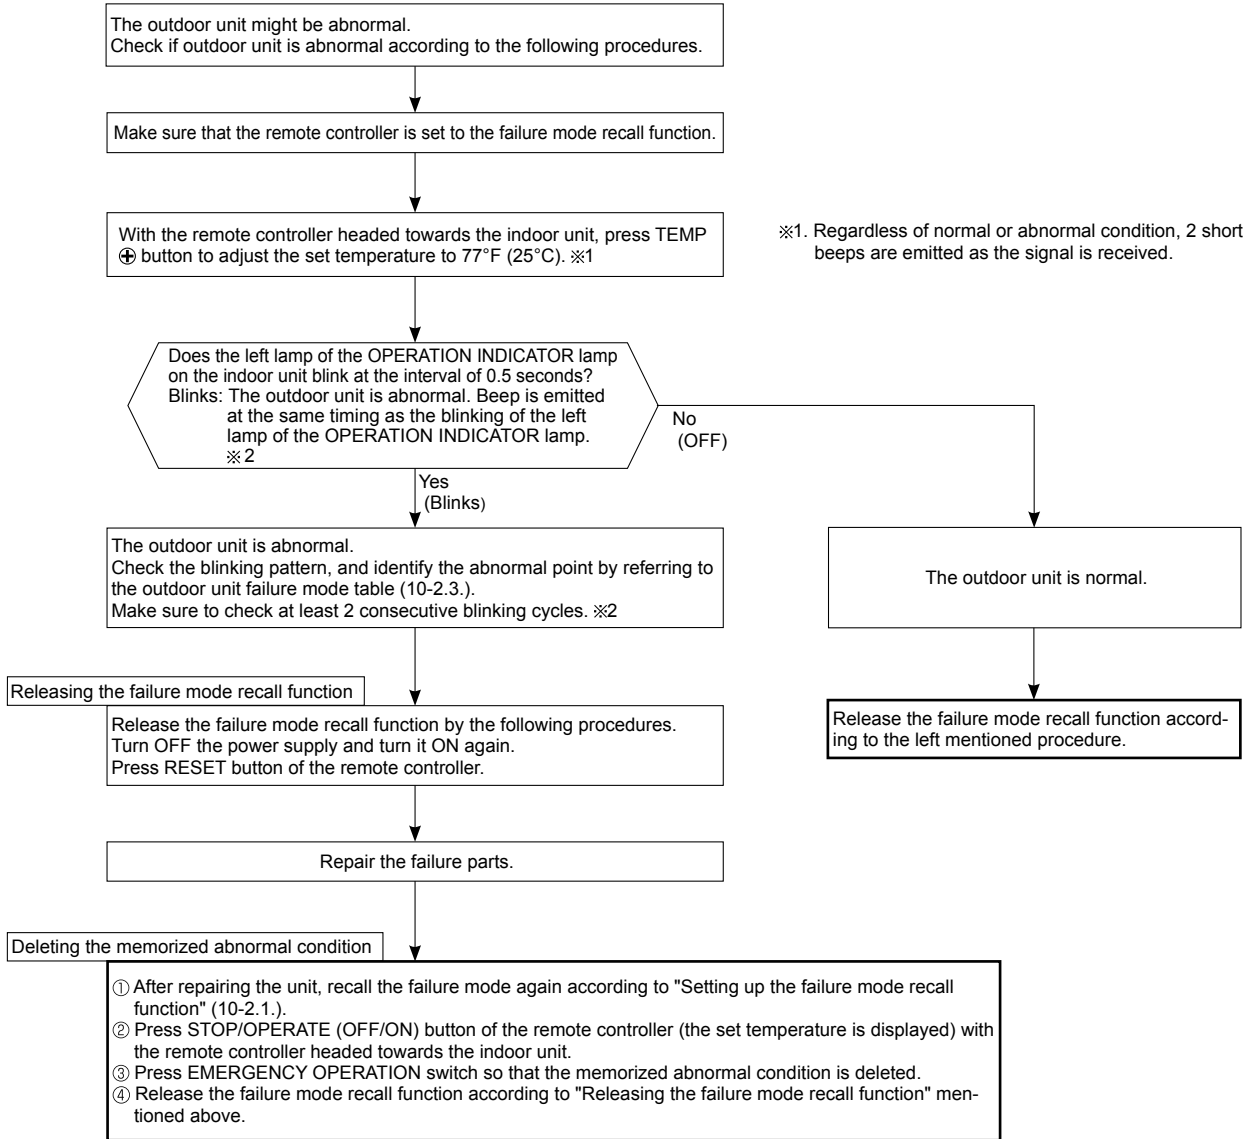 The outdoor unit might be abnormal.
Check if outdoor unit is abnormal according to the following procedures.
Make sure that the remote controller is set to the failure mode recall function.
With the remote controller headed towards the indoor unit, press TEMP
⊕ button to adjust the set temperature to 77°F (25°C). ※1
※1. Regardless of normal or abnormal condition, 2 short
beeps are emitted as the signal is received.
Does the left lamp of the OPERATION INDICATOR lamp
on the indoor unit blink at the interval of 0.5 seconds?
Blinks: The outdoor unit is abnormal. Beep is emitted
at the same timing as the blinking of the left
lamp of the OPERATION INDICATOR lamp.
※2
No
(OFF)
Yes
(Blinks)
The outdoor unit is abnormal.
Check the blinking pattern, and identify the abnormal point by referring to
the outdoor unit failure mode table (10-2.3.).
Make sure to check at least 2 consecutive blinking cycles. ※2
The outdoor unit is normal.
Releasing the failure mode recall function
Release the failure mode recall function by the following procedures.
Turn OFF the power supply and turn it ON again.
Press RESET button of the remote controller.
Release the failure mode recall function accord-
ing to the left mentioned procedure.
Repair the failure parts.
Deleting the memorized abnormal condition
① After repairing the unit, recall the failure mode again according to "Setting up the failure mode recall
function" (10-2.1.).
② Press STOP/OPERATE (OFF/ON) button of the remote controller (the set temperature is displayed) with
the remote controller headed towards the indoor unit.
③ Press EMERGENCY OPERATION switch so that the memorized abnormal condition is deleted.
④ Release the failure mode recall function according to "Releasing the failure mode recall function" men-
tioned above.